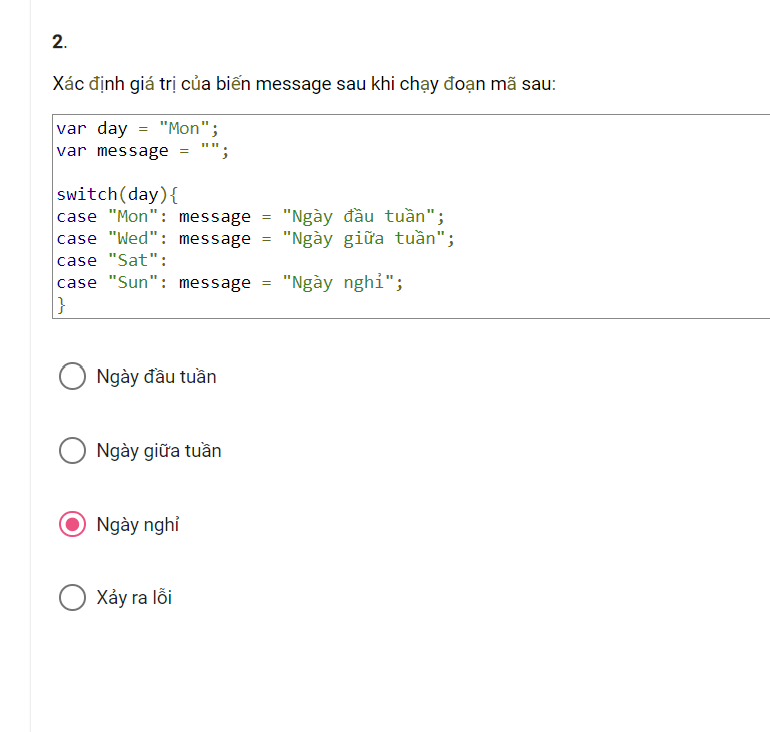 2.
Xác định giá trị của biến message sau khi chạy đoạn mã sau:
var day = "Mon";
var message = "";
switch(day){
case "Mon": message = "Ngày đầu tuần";
case "Wed": message = "Ngày giữa tuần";
case "Sat":
case "Sun": message = "Ngày nghỉ";
}
Ngày đầu tuần
Ngày giữa tuần
Ngày nghỉ
Xảy ra lỗi